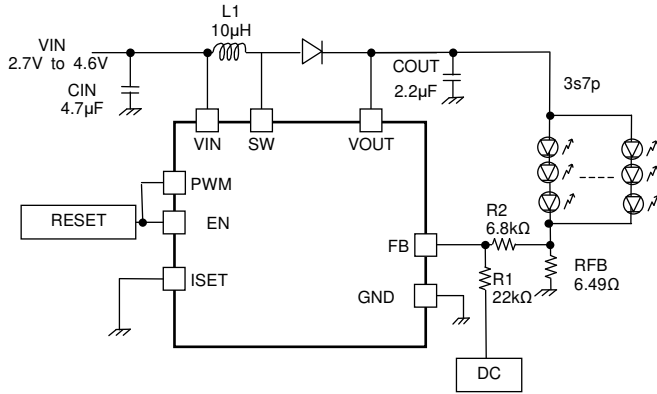 L1
10µH
VIN
2.7V to 4.6V
CIN
4.7µF
COUT
2.2µF
3s7p
VIN
SW
VOUT
PWM
RESET
EN
FB
R2
6.8kΩ
ISET
R1
22kΩ
RFB
6.49Ω
GND
DC